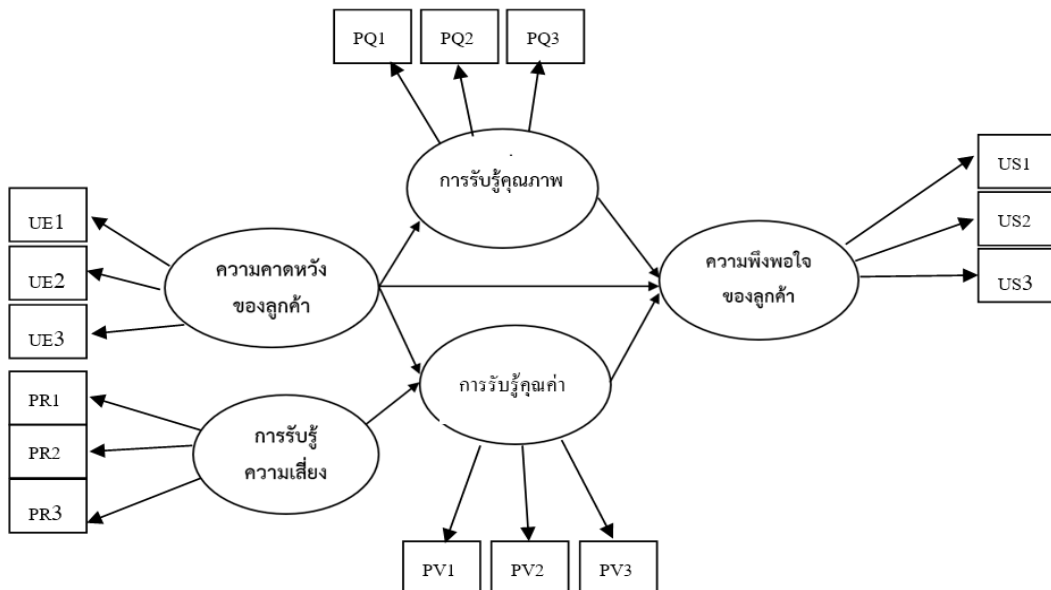 PQ1
PQ2
PQ3
การรับรู้คุณภาพ
US1
US2
US3
UE1
UE2
UE3
ความคาดหวัง
ของลูกค้า
ความพึงพอใจ
ของลูกค้า
การรับรู้คุณค่า
PR1
PR2
PR3
การรับรู้
ความเสี่ยง
PV1
PV2
PV3